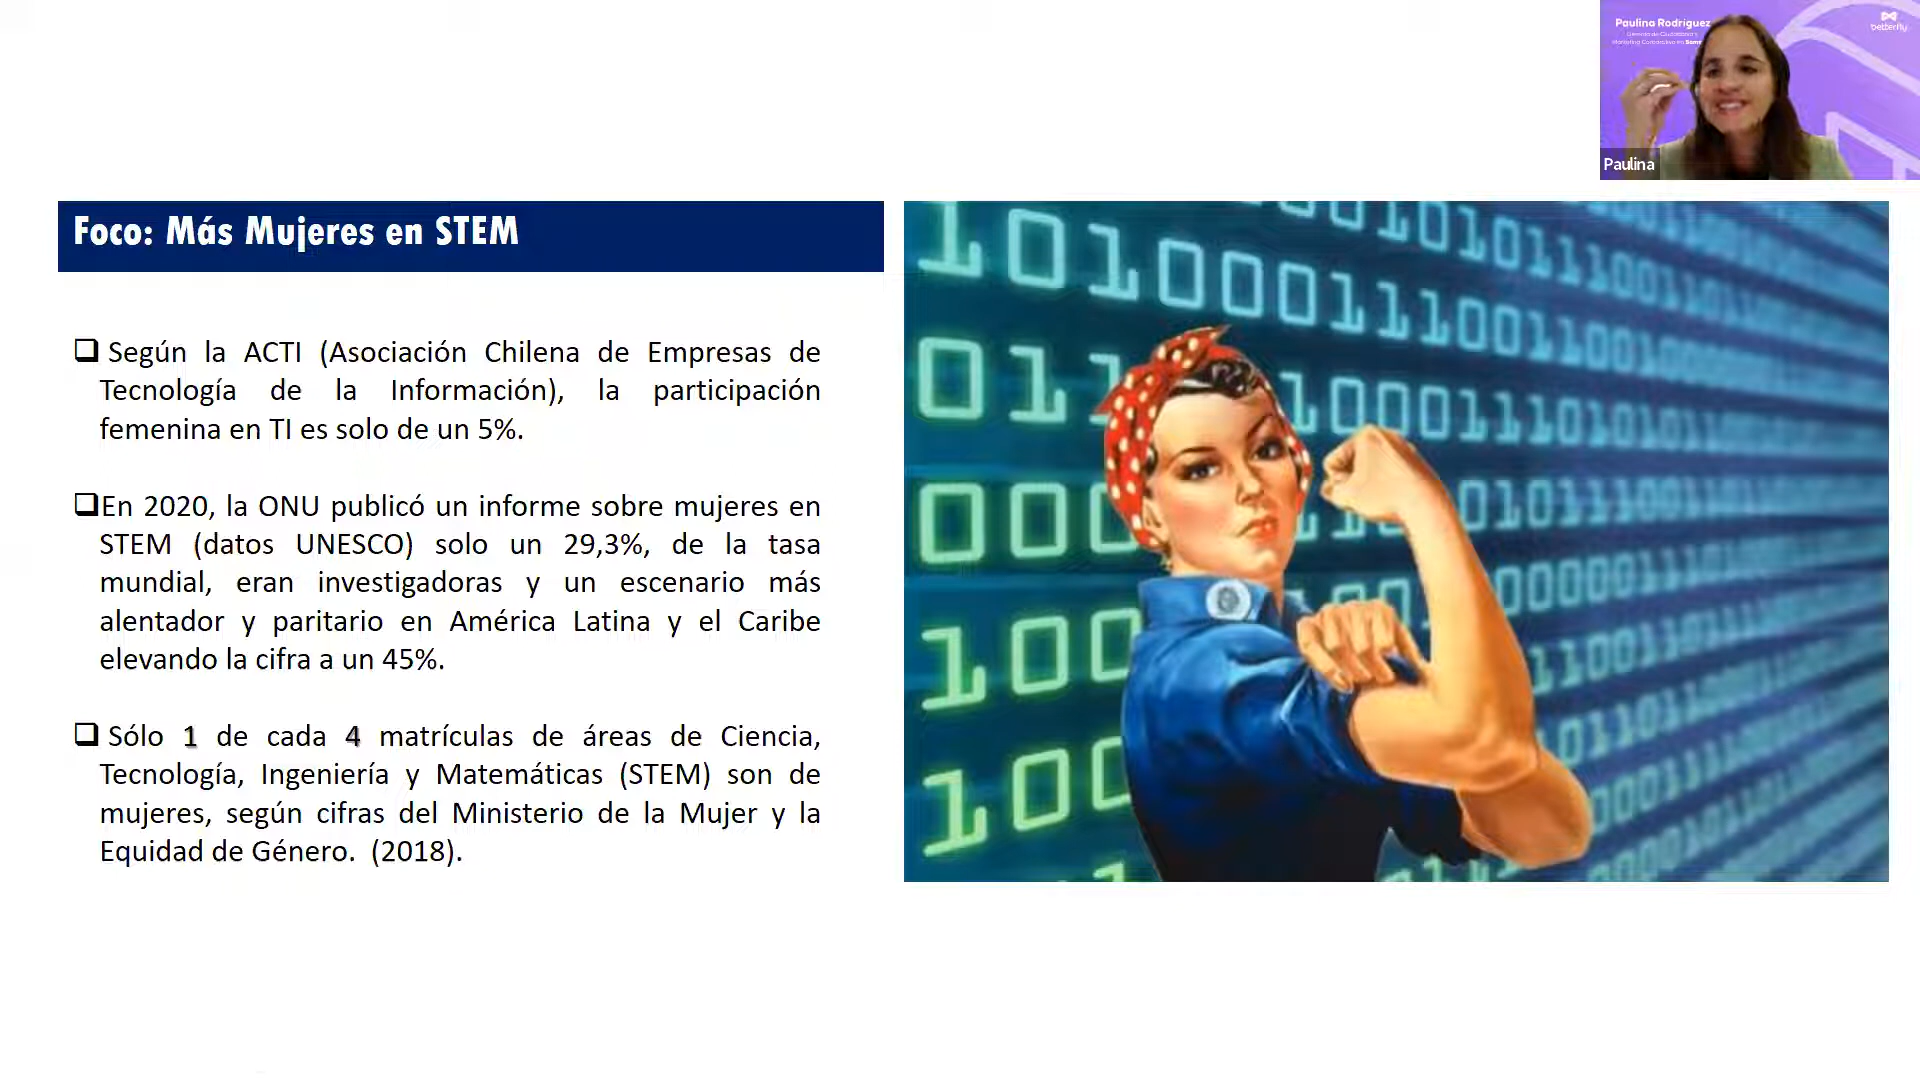 Paulina Rodriguez
betterfly
Paulina
Foco: Más Mujeres en STEM
Según la ACTI (Asociación Chilena de Empresas de
Tecnología de la Información), la participación
femenina en TI es solo de un 5%.
En 2020, la ONU publicó un informe sobre mujeres en
STEM (datos UNESCO) solo un 29,3%, de la tasa
mundial, eran investigadoras y un escenario más
alentador y paritario en América Latina y el Caribe
elevando la cifra a un 45%.
Sólo 1 de cada 4 matrículas de áreas de Ciencia,
Tecnología, Ingeniería y Matemáticas (STEM) son de
mujeres, según cifras del Ministerio de la Mujer y la
Equidad de Género. (2018).